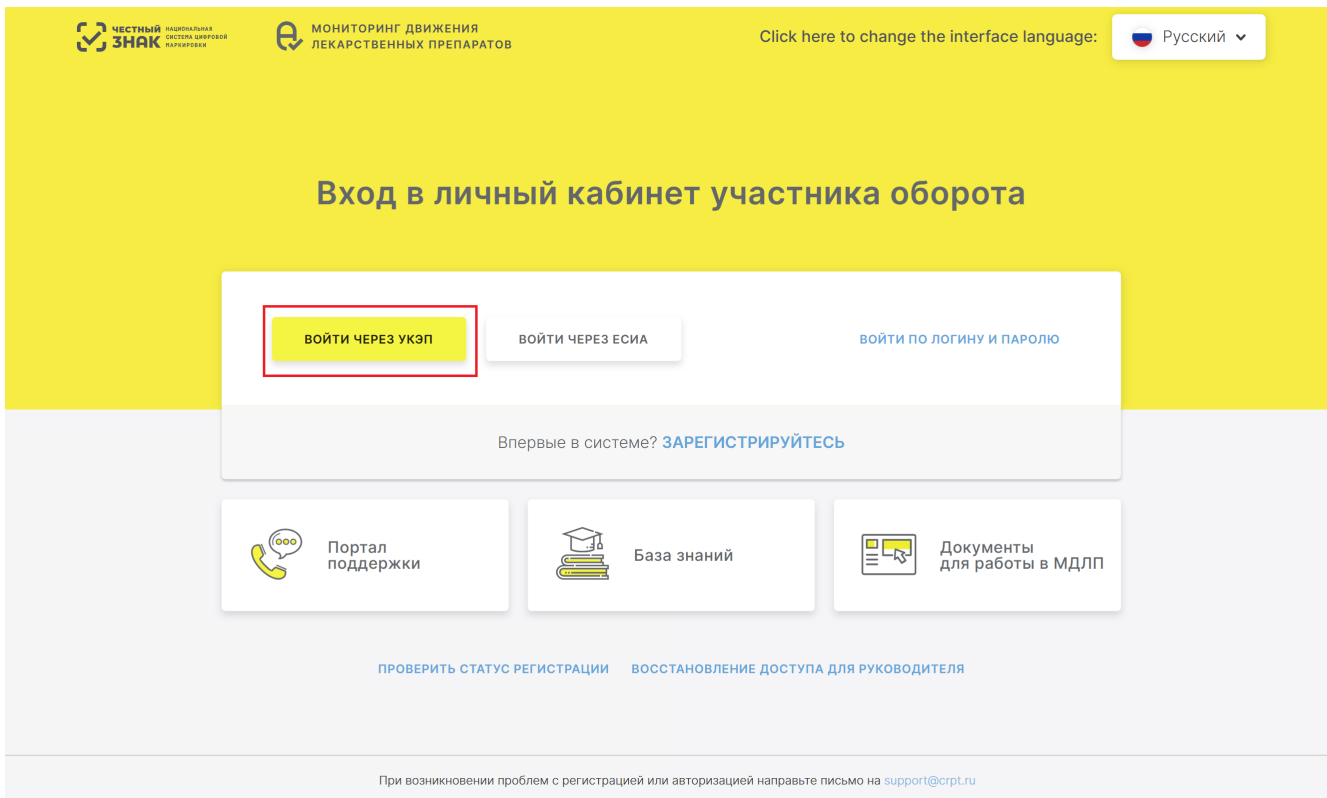 ЧЕСТНЫЙ ЗНАК
НАЦИОНАЛЬНАЯ СИСТЕМА ЦИФРОВОЙ МАРКИРОВКИ
МОНИТОРИНГ ДВИЖЕНИЯ
ЛЕКАРСТВЕННЫХ ПРЕПАРАТОВ
Click here to change the interface language:
Русский
Вход в личный кабинет участника оборота
ВОЙТИ ЧЕРЕЗ УКЭП
ВОЙТИ ЧЕРЕЗ ЕСИА
ВОЙТИ ПО ЛОГИНУ И ПАРОЛЮ
Впервые в системе? ЗАРЕГИСТРИРУЙТЕСЬ
Портал
поддержки
База знаний
Документы
для работы в МДЛП
ПРОВЕРИТЬ СТАТУС РЕГИСТРАЦИИ
ВОССТАНОВЛЕНИЕ ДОСТУПА ДЛЯ РУКОВОДИТЕЛЯ
При возникновении проблем с регистрацией или авторизацией направьте письмо на support@crpt.ru